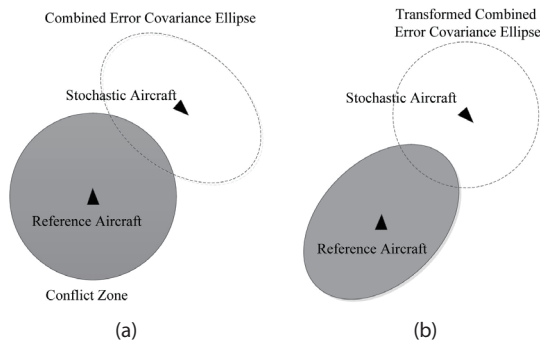 Combined Error Covariance Ellipse
Stochastic Aircraft
Reference Aircraft
Conflict Zone
(a)
Transformed Combined
Error Covariance Ellipse
Stochastic Aircraft
Reference Aircraft
(b)